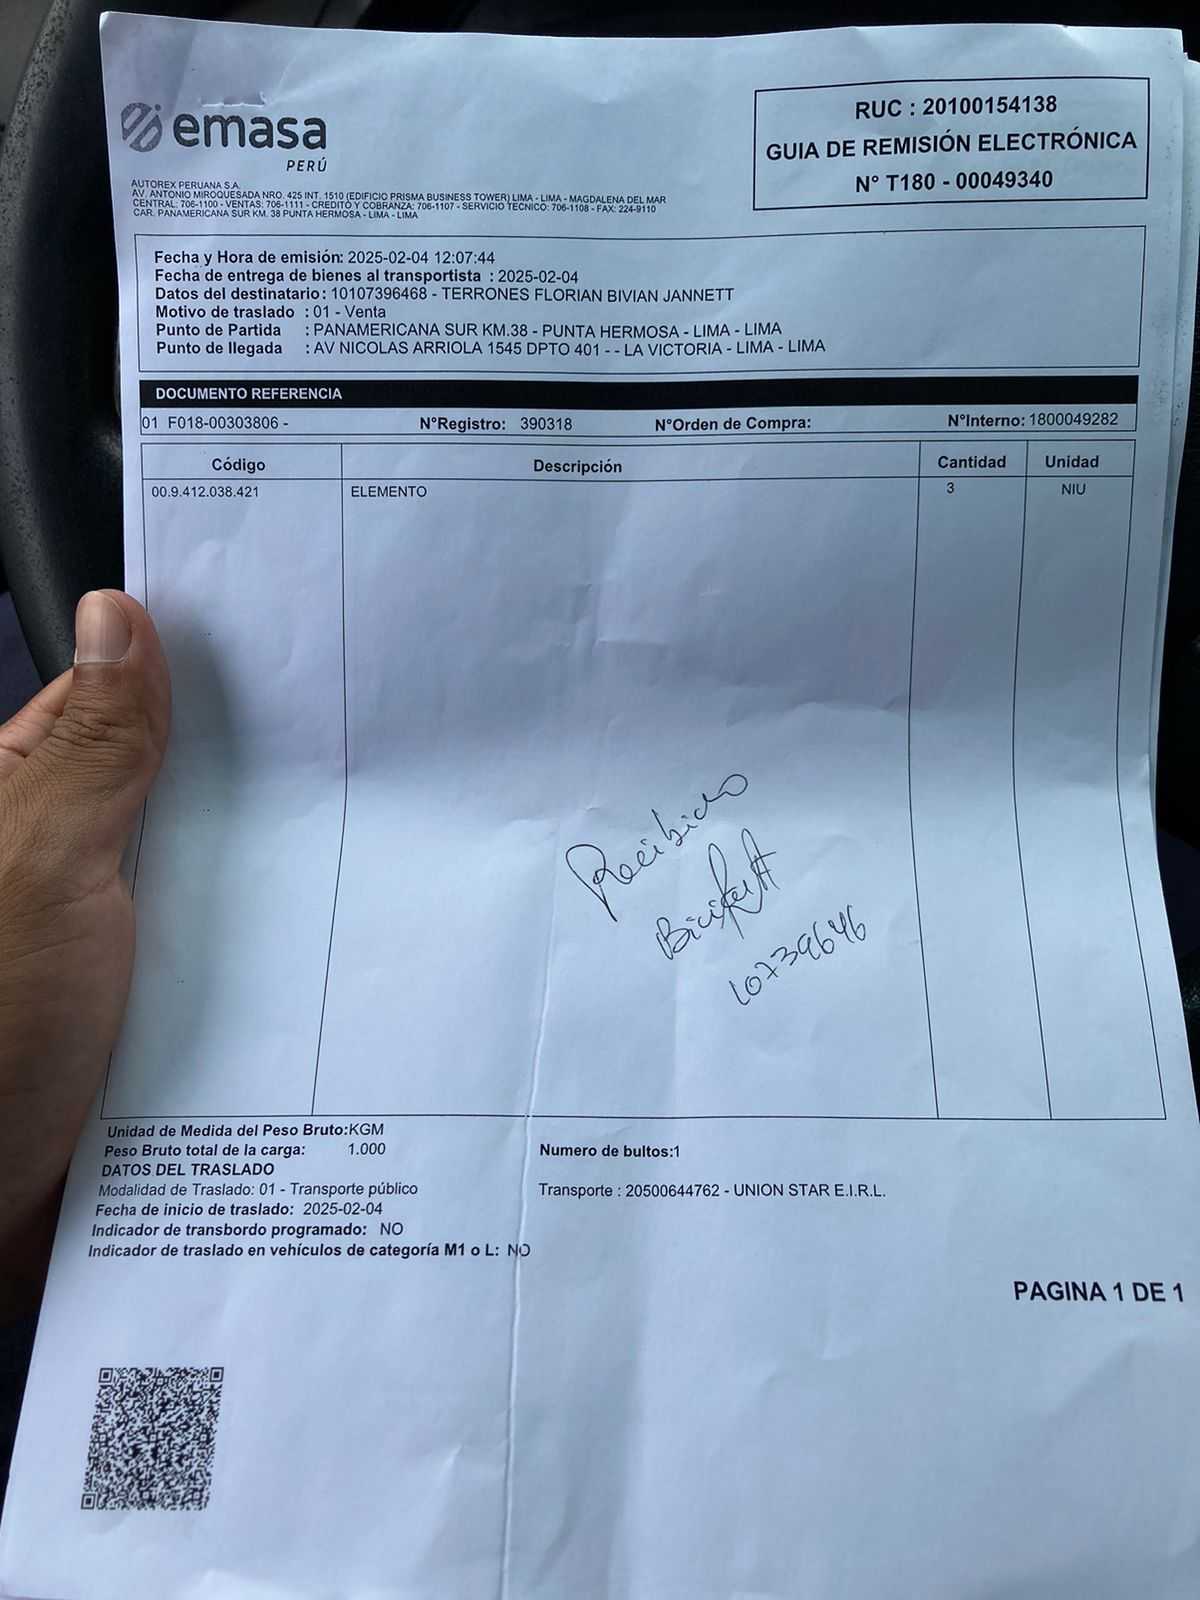 emasa
PERÚ
AUTOREX PERUANA S.A.
AV. ANTONIO MIROQUESADA NRO. 425 INT. 1510 (EDIFICIO PRISMA BUSINESS TOWER) LIMA - LIMA - MAGDALENA DEL MAR
CENTRAL: 706-1100 - VENTAS: 706-1111 - CREDITO Y COBRANZA: 706-1107 - SERVICIO TECNICO: 706-1108 - FAX: 224-9110
CAR. PANAMERICANA SUR KM. 38 PUNTA HERMOSA - LIMA - LIMA
RUC : 20100154138
GUIA DE REMISIÓN ELECTRÓNICA
N° T180 - 00049340
Fecha y Hora de emisión: 2025-02-04 12:07:44
Fecha de entrega de bienes al transportista : 2025-02-04
Datos del destinatario: 10107396468 - TERRONES FLORIAN BIVIAN JANNETT
Motivo de traslado : 01 - Venta
Punto de Partida : PANAMERICANA SUR KM.38 - PUNTA HERMOSA - LIMA - LIMA
Punto de llegada : AV NICOLAS ARRIOLA 1545 DPTO 401 - - LA VICTORIA - LIMA - LIMA
DOCUMENTO REFERENCIA
01 F018-00303806 - N°Registro: 390318 N°Orden de Compra: N°Interno: 1800049282
Código Descripción Cantidad Unidad
00.9.412.038.421 ELEMENTO 3 NIU
Recibido
10739646
Unidad de Medida del Peso Bruto:KGM
Peso Bruto total de la carga: 1.000 Numero de bultos:1
DATOS DEL TRASLADO
Modalidad de Traslado: 01 - Transporte público Transporte : 20500644762 - UNION STAR E.I.R.L.
Fecha de inicio de traslado: 2025-02-04
Indicador de transbordo programado: NO
Indicador de traslado en vehículos de categoría M1 o L: NO
PAGINA 1 DE 1